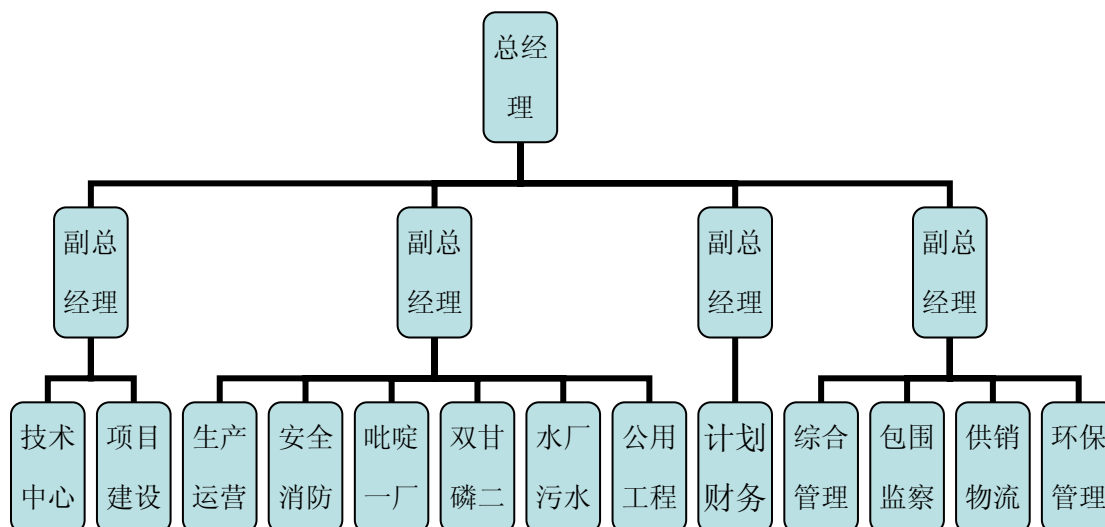 总经
理
副总
经理
副总
经理
副总
经理
副总
经理
技术
中心
项目
建设
生产
运营
安全
消防
吡啶
一厂
双甘
磷二
水厂
污水
公用
工程
计划
财务
综合
管理
包围
监察
供销
物流
环保
管理